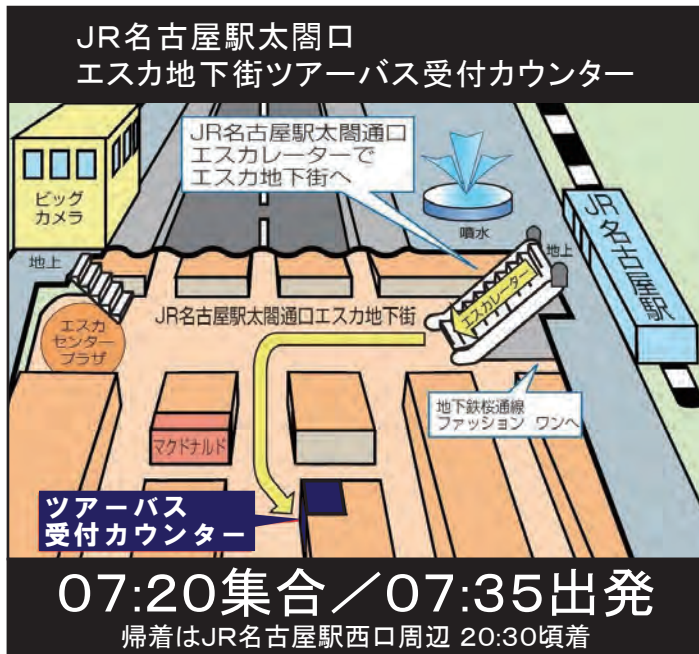 JR名古屋駅太閤口
エスカ地下街ツアーバス受付カウンター
JR名古屋駅太閤通口
エスカレーターで
エスカ地下街へ
ビッグ
カメラ
噴水
JR名古屋駅
地上
地上
エスカレーター
JR名古屋駅太閤通口エスカ地下街
エスカ
センター
プラザ
地下鉄桜通線
ファッション ワンへ
マクドナルド
ツアーバス
受付カウンター
07:20集合／07:35出発
帰着はJR名古屋駅西口周辺 20:30頃着